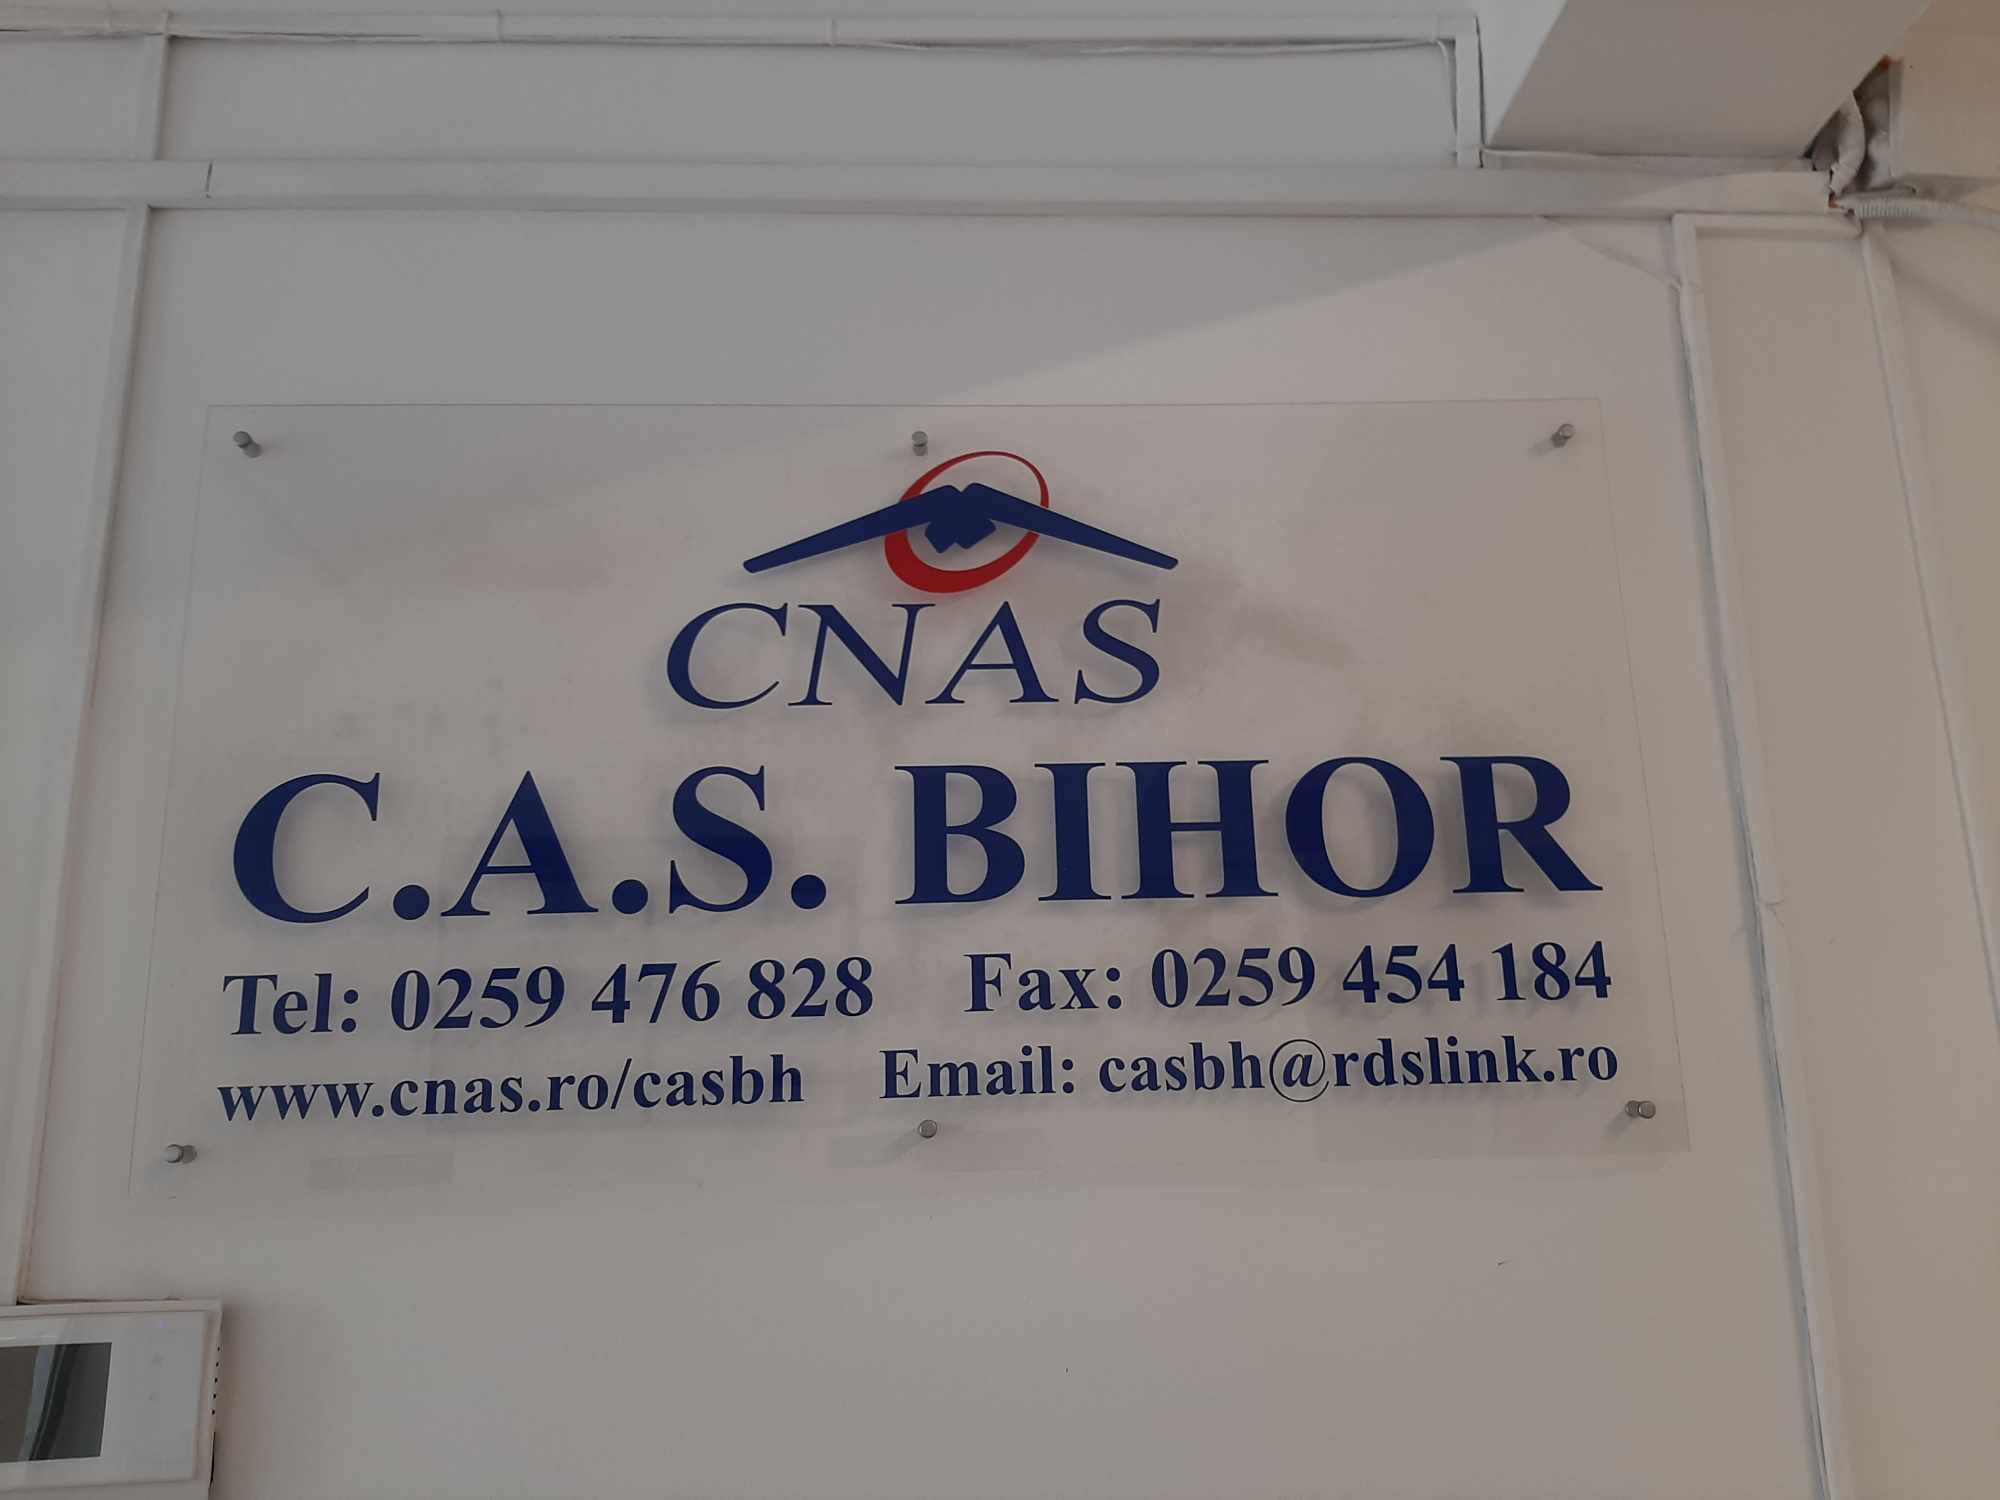 CNAS
C.A.S. BIHOR
Tel: 0259 476 828 Fax: 0259 454 184
www.cnas.ro/casbh Email: casbh@rdslink.ro